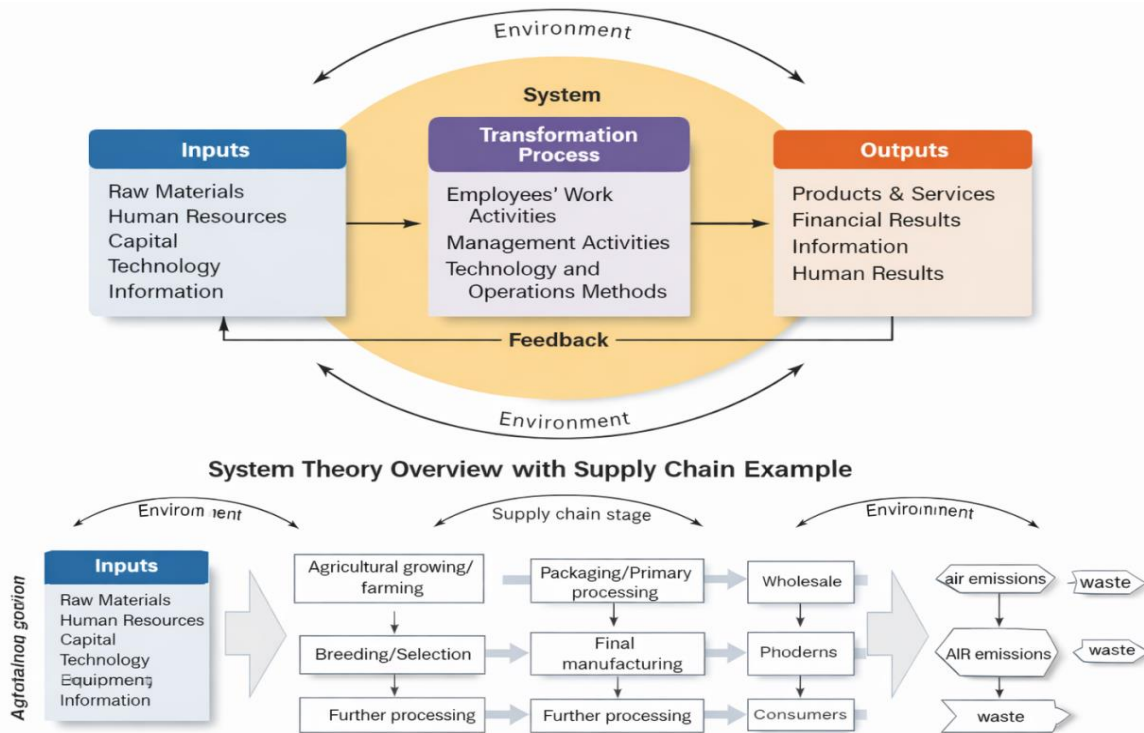 Environment
System
Inputs
Raw Materials
Human Resources
Capital
Technology
Information
Transformation
Process
Employees' Work
Activities
Management Activities
Technology and
Operations Methods
Outputs
Products & Services
Financial Results
Information
Human Results
Feedback
Environment
System Theory Overview with Supply Chain Example
Supply chain stage
Inputs
Raw Materials
Human Resources
Capital
Technology
Equipment
Information
Agricultural growing/
farming
Breeding/Selection
Further processing
Packaging/Primary
processing
Final
manufacturing
Further processing
Wholesale
Phoderns
Consumers
air emissions
waste
AIR emissions
waste
waste